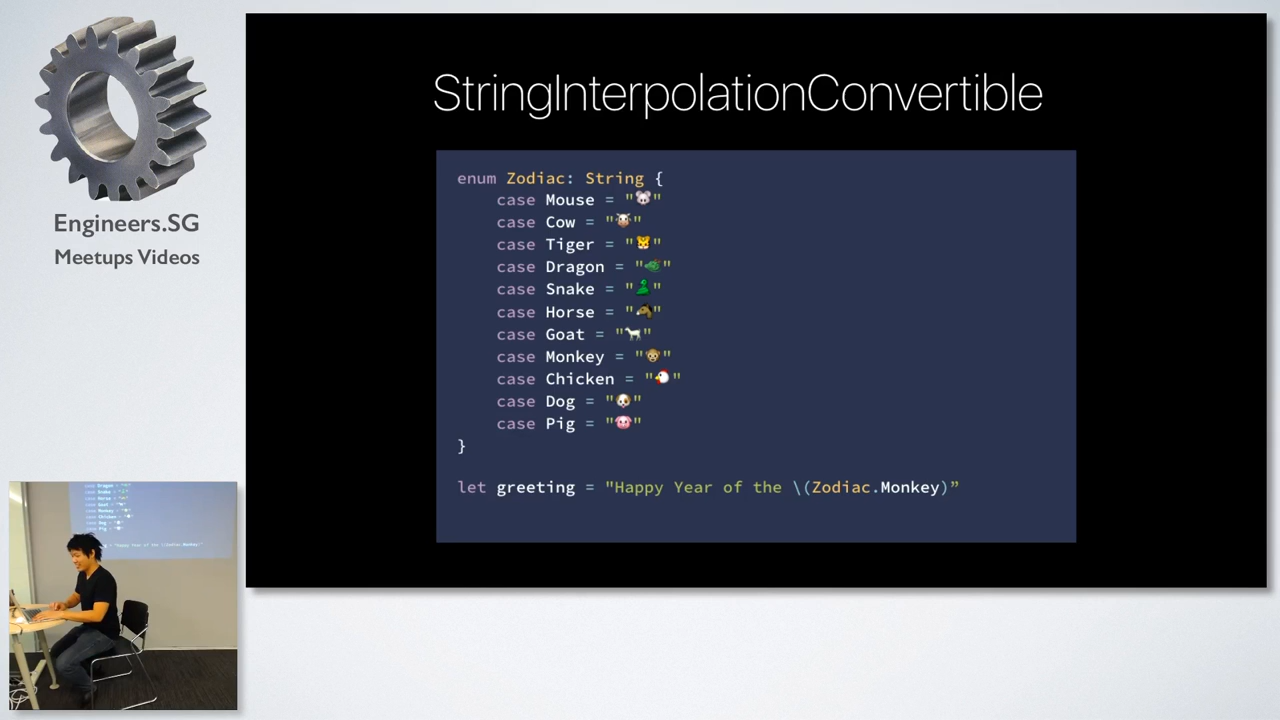 Engineers.SG
Meetups Videos
StringInterpolationConvertible
enum Zodiac: String {
case Mouse = "🐭"
case Cow = "🐮"
case Tiger = "🐯"
case Dragon = "🐲"
case Snake = "🐍"
case Horse = "🐴"
case Goat = "🐐"
case Monkey = "🐵"
case Chicken = "🐔"
case Dog = "🐶"
case Pig = "🐷"
}
let greeting = "Happy Year of the \(Zodiac.Monkey)”